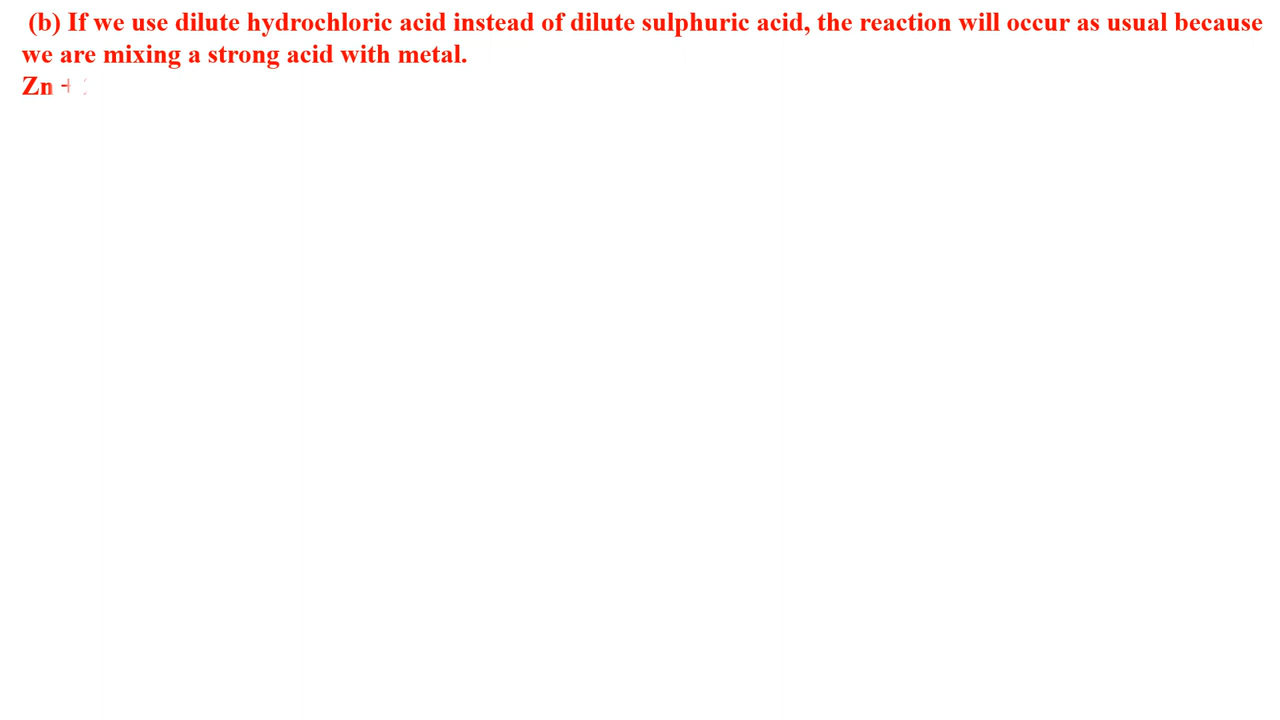 (b) If we use dilute hydrochloric acid instead of dilute sulphuric acid, the reaction will occur as usual because
we are mixing a strong acid with metal.
Zn +